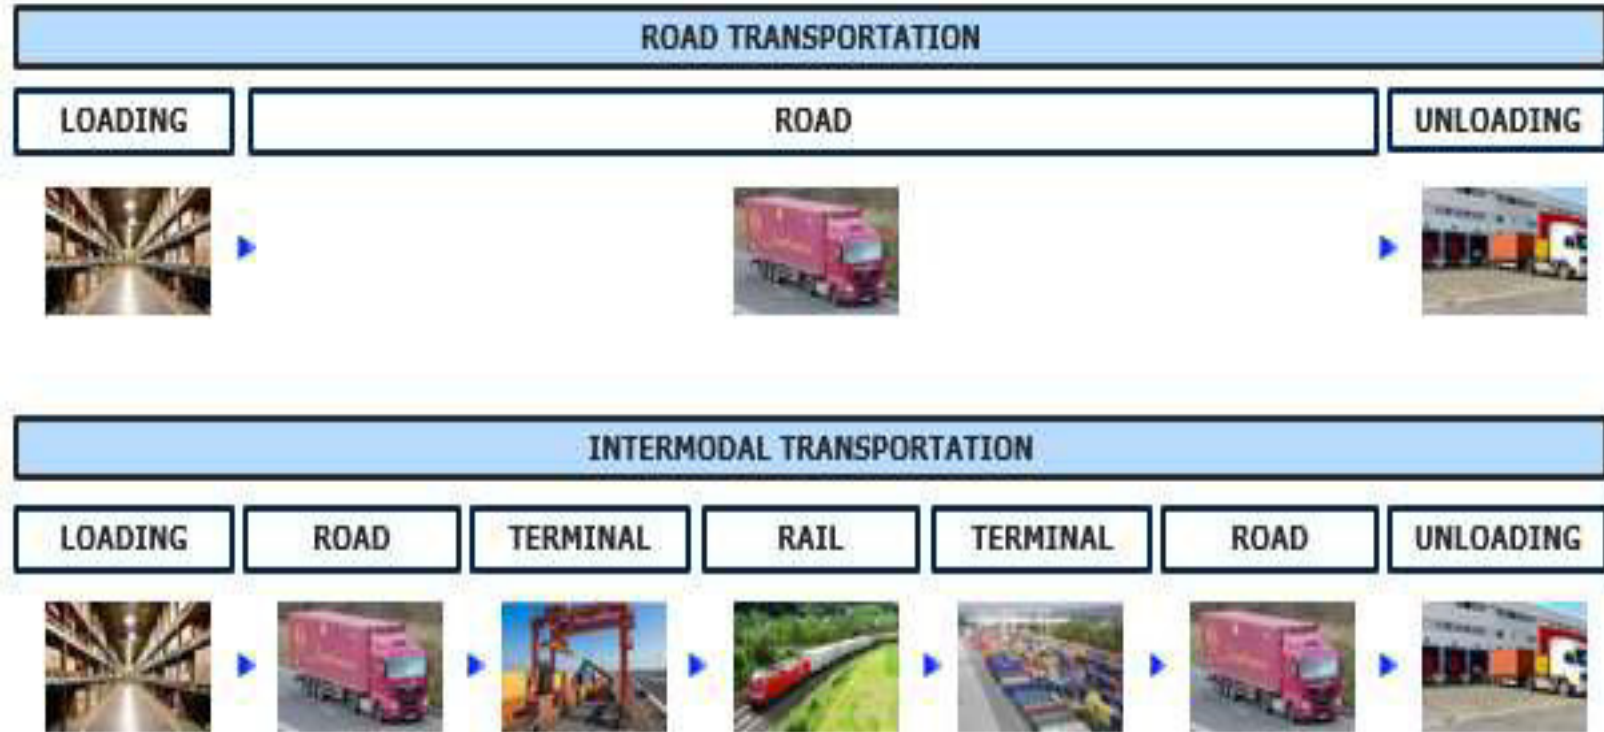 ROAD TRANSPORTATION
LOADING ROAD UNLOADING
INTERMODAL TRANSPORTATION
LOADING ROAD TERMINAL RAIL TERMINAL ROAD UNLOADING